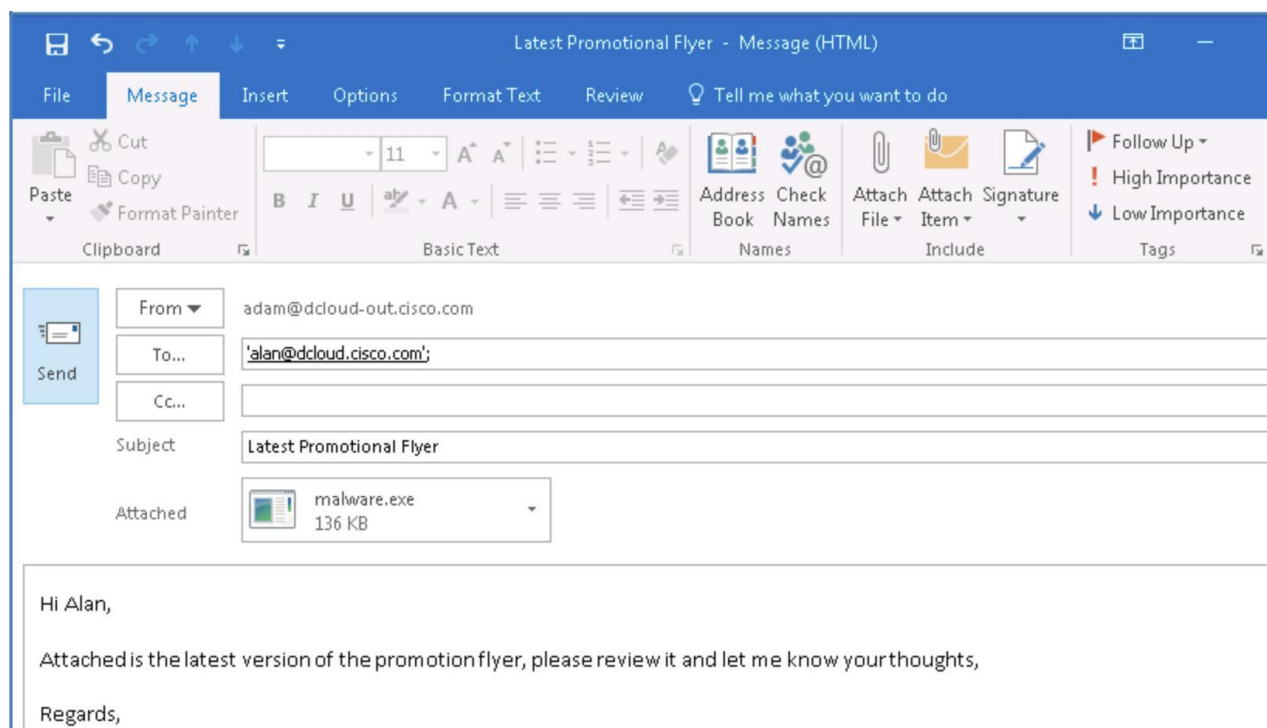 Latest Promotional Flyer - Message (HTML)
File Message Insert Options Format Text Review Tell me what you want to do
Paste
Cut
Copy
Format Painter
Clipboard
11
B I U
Basic Text
Address Book
Check Names
Names
Attach File
Attach Item
Signature
Include
Follow Up
High Importance
Low Importance
Tags
Send
From adam@dcloud-out.cisco.com
To... 'alan@dcloud.cisco.com';
Cc...
Subject Latest Promotional Flyer
Attached malware.exe
136 KB
Hi Alan,
Attached is the latest version of the promotion flyer, please review it and let me know your thoughts,
Regards,